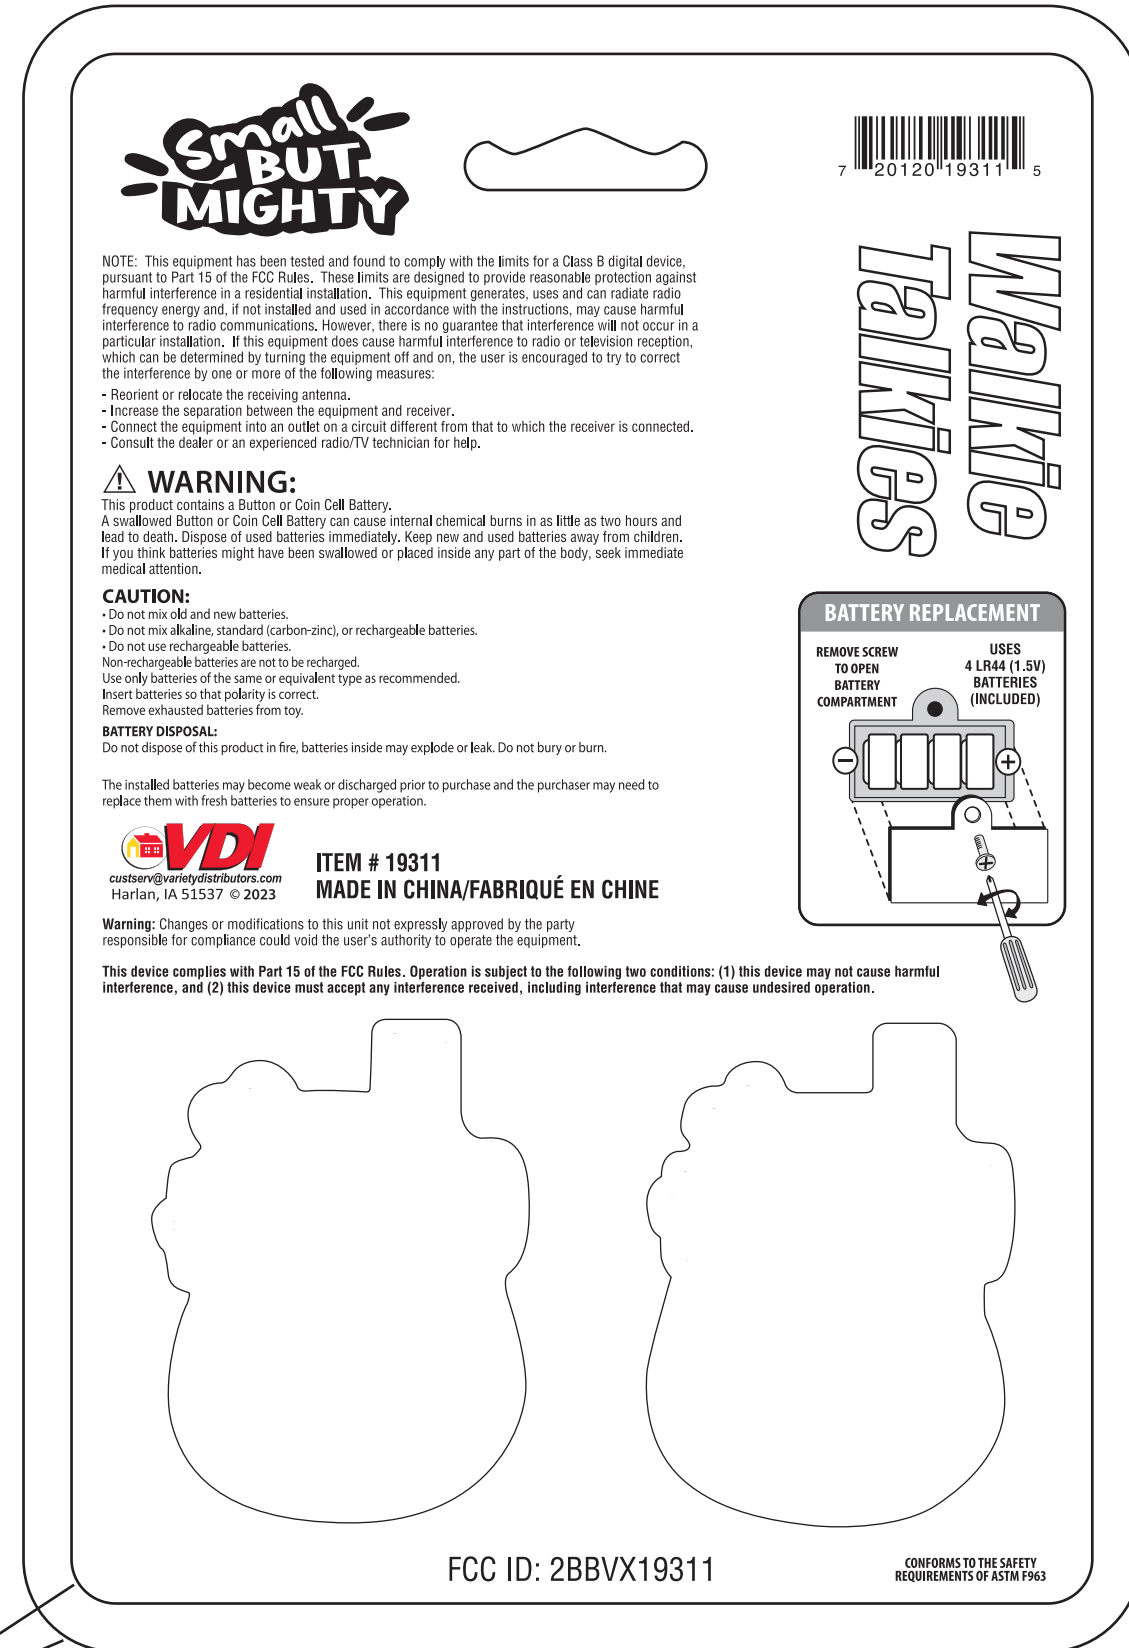 Small
BUT
MIGHTY
7 20120 19311 5
Walkie
Talkies
NOTE: This equipment has been tested and found to comply with the limits for a Class B digital device,
pursuant to Part 15 of the FCC Rules. These limits are designed to provide reasonable protection against
harmful interference in a residential installation. This equipment generates, uses and can radiate radio
frequency energy and, if not installed and used in accordance with the instructions, may cause harmful
interference to radio communications. However, there is no guarantee that interference will not occur in a
particular installation. If this equipment does cause harmful interference to radio or television reception,
which can be determined by turning the equipment off and on, the user is encouraged to try to correct
the interference by one or more of the following measures:
- Reorient or relocate the receiving antenna.
- Increase the separation between the equipment and receiver.
- Connect the equipment into an outlet on a circuit different from that to which the receiver is connected.
- Consult the dealer or an experienced radio/TV technician for help.
⚠ WARNING:
This product contains a Button or Coin Cell Battery.
A swallowed Button or Coin Cell Battery can cause internal chemical burns in as little as two hours and
lead to death. Dispose of used batteries immediately. Keep new and used batteries away from children.
If you think batteries might have been swallowed or placed inside any part of the body, seek immediate
medical attention.
CAUTION:
• Do not mix old and new batteries.
• Do not mix alkaline, standard (carbon-zinc), or rechargeable batteries.
• Do not use rechargeable batteries.
Non-rechargeable batteries are not to be recharged.
Use only batteries of the same or equivalent type as recommended.
Insert batteries so that polarity is correct.
Remove exhausted batteries from toy.
BATTERY DISPOSAL:
Do not dispose of this product in fire, batteries inside may explode or leak. Do not bury or burn.
The installed batteries may become weak or discharged prior to purchase and the purchaser may need to
replace them with fresh batteries to ensure proper operation.
BATTERY REPLACEMENT
REMOVE SCREW
TO OPEN
BATTERY
COMPARTMENT
USES
4 LR44 (1.5V)
BATTERIES
(INCLUDED)
− +
VDI
custserv@varietydistributors.com
Harlan, IA 51537 © 2023
ITEM # 19311
MADE IN CHINA/FABRIQUÉ EN CHINE
Warning: Changes or modifications to this unit not expressly approved by the party
responsible for compliance could void the user's authority to operate the equipment.
This device complies with Part 15 of the FCC Rules. Operation is subject to the following two conditions: (1) this device may not cause harmful
interference, and (2) this device must accept any interference received, including interference that may cause undesired operation.
FCC ID: 2BBVX19311
CONFORMS TO THE SAFETY
REQUIREMENTS OF ASTM F963